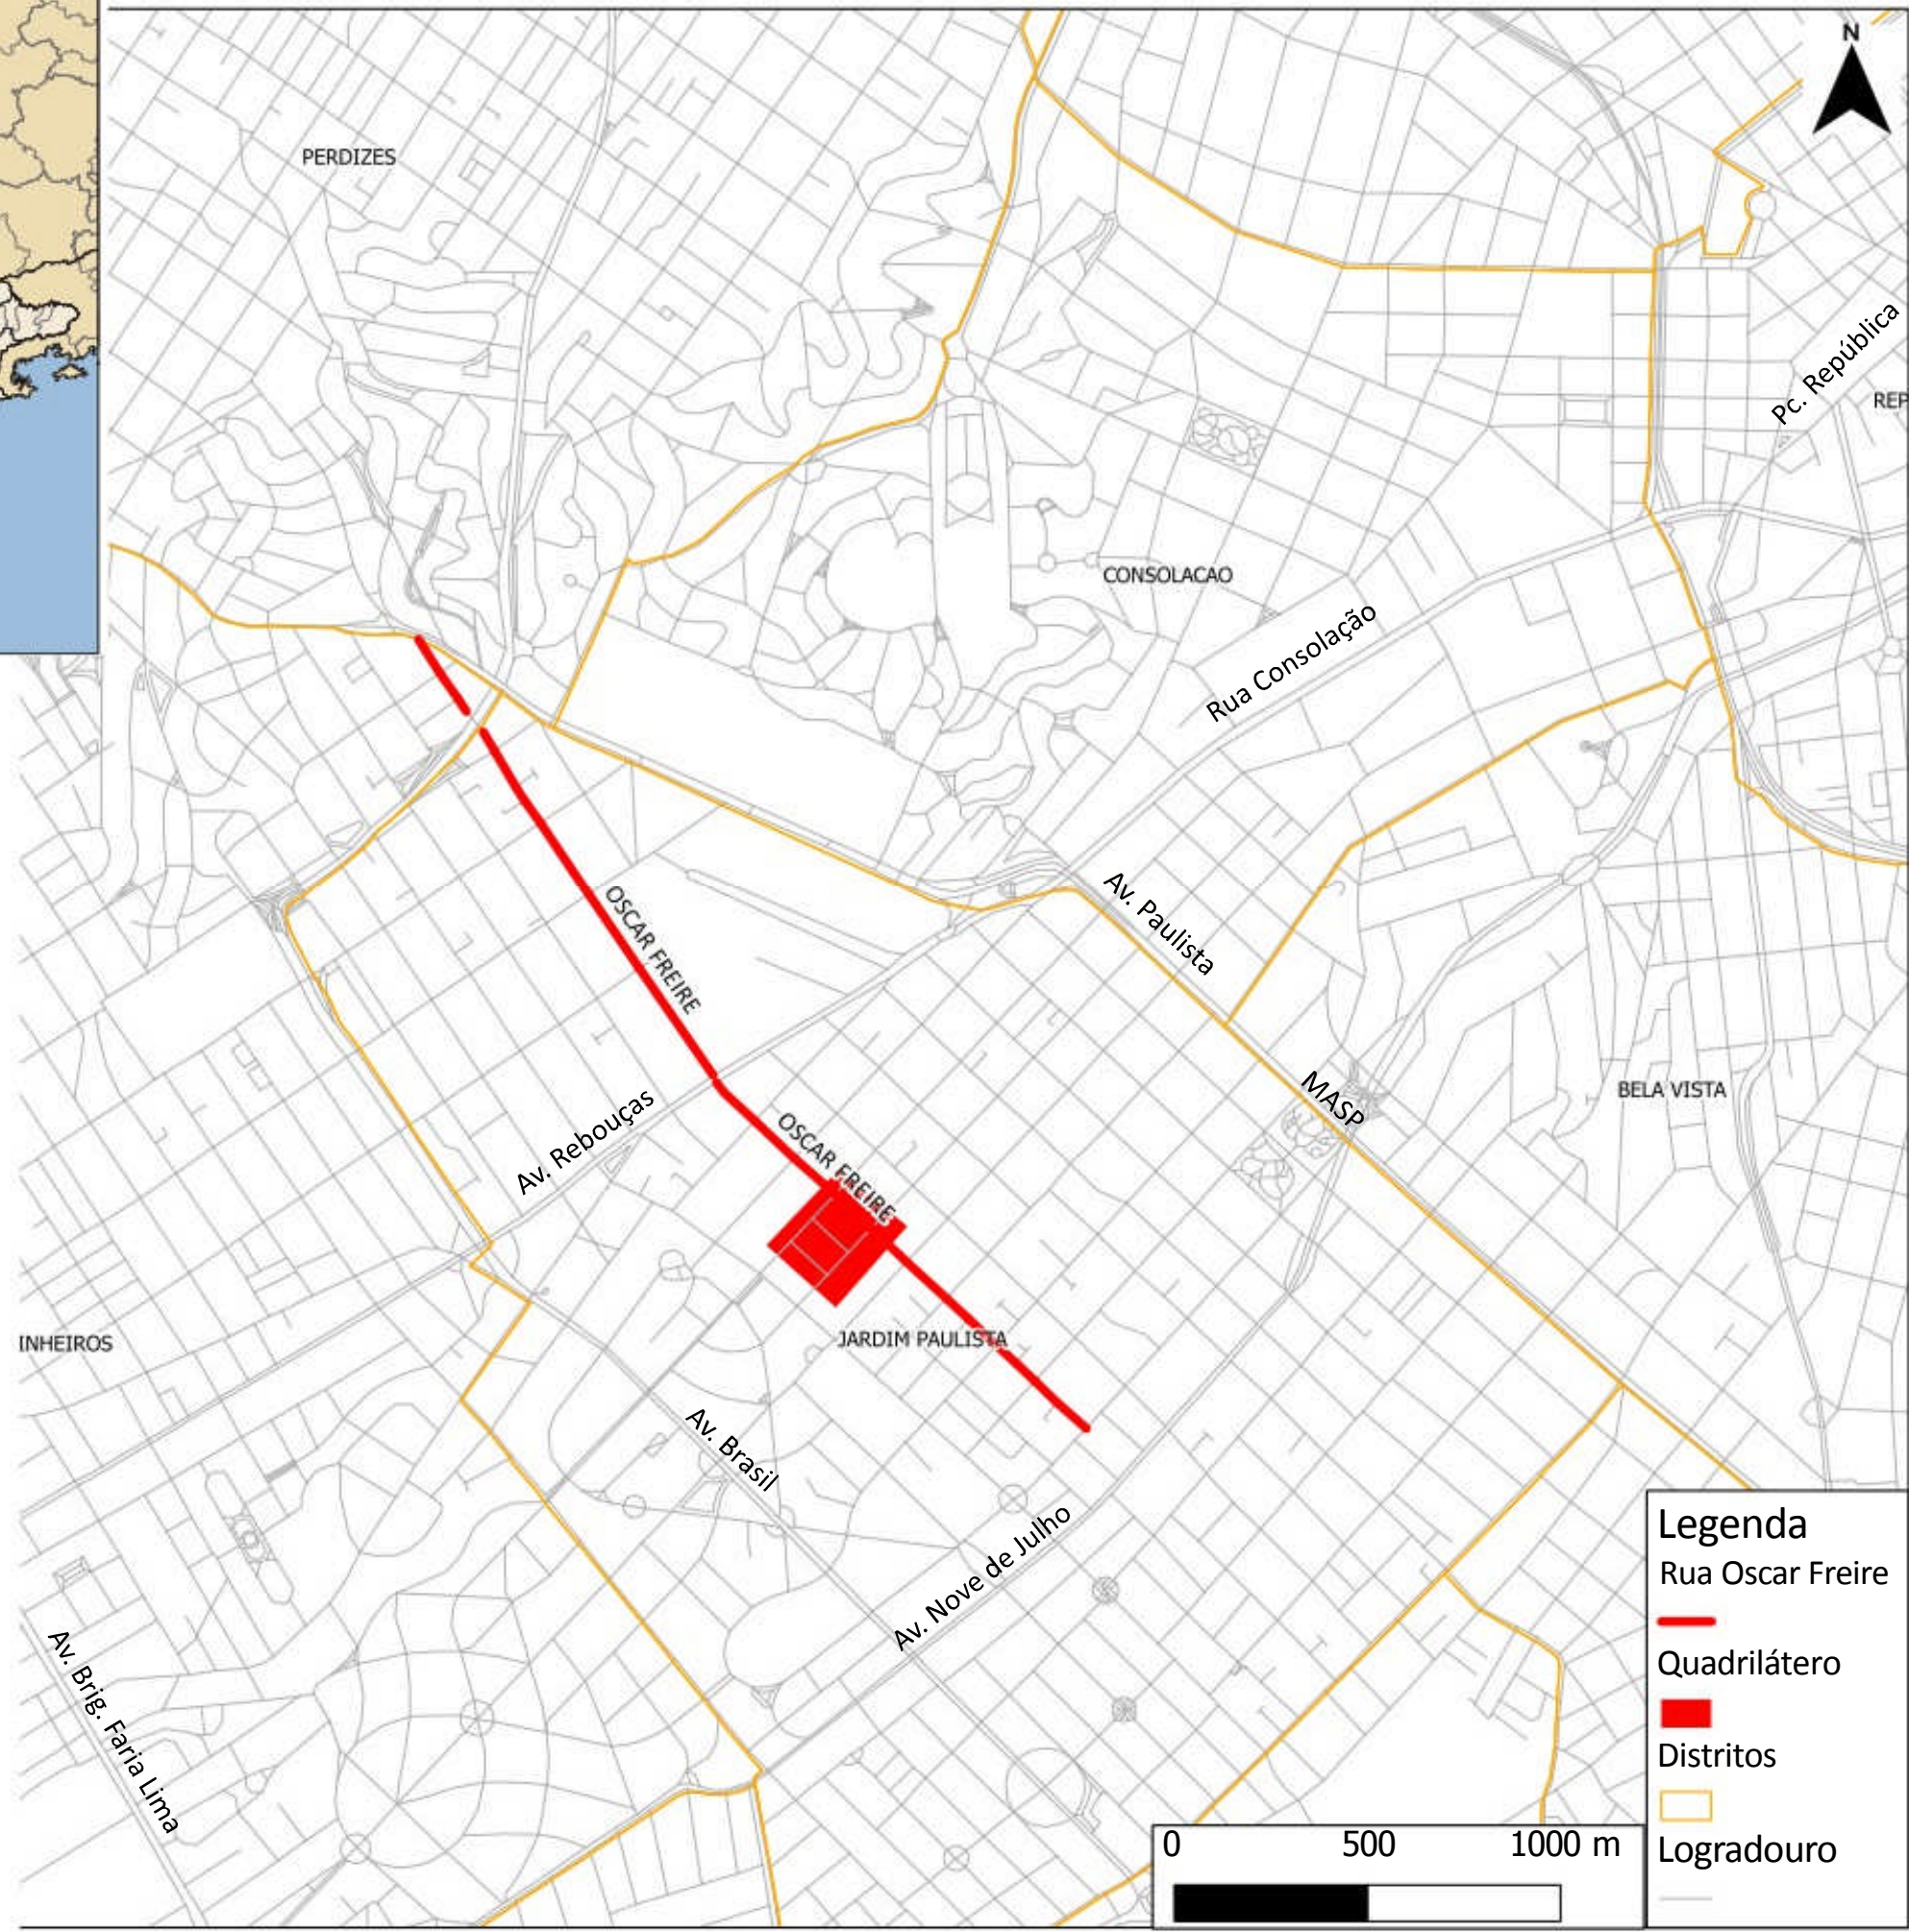 N
PERDIZES
Pc. República
REP
CONSOLACAO
Rua Consolação
Av. Paulista
OSCAR FREIRE
MASP
BELA VISTA
Av. Rebouças
OSCAR FREIRE
INHEIROS
JARDIM PAULISTA
Av. Brasil
Av. Nove de Julho
Av. Brig. Faria Lima
Legenda
Rua Oscar Freire
Quadrilátero
Distritos
Logradouro
0 500 1000 m